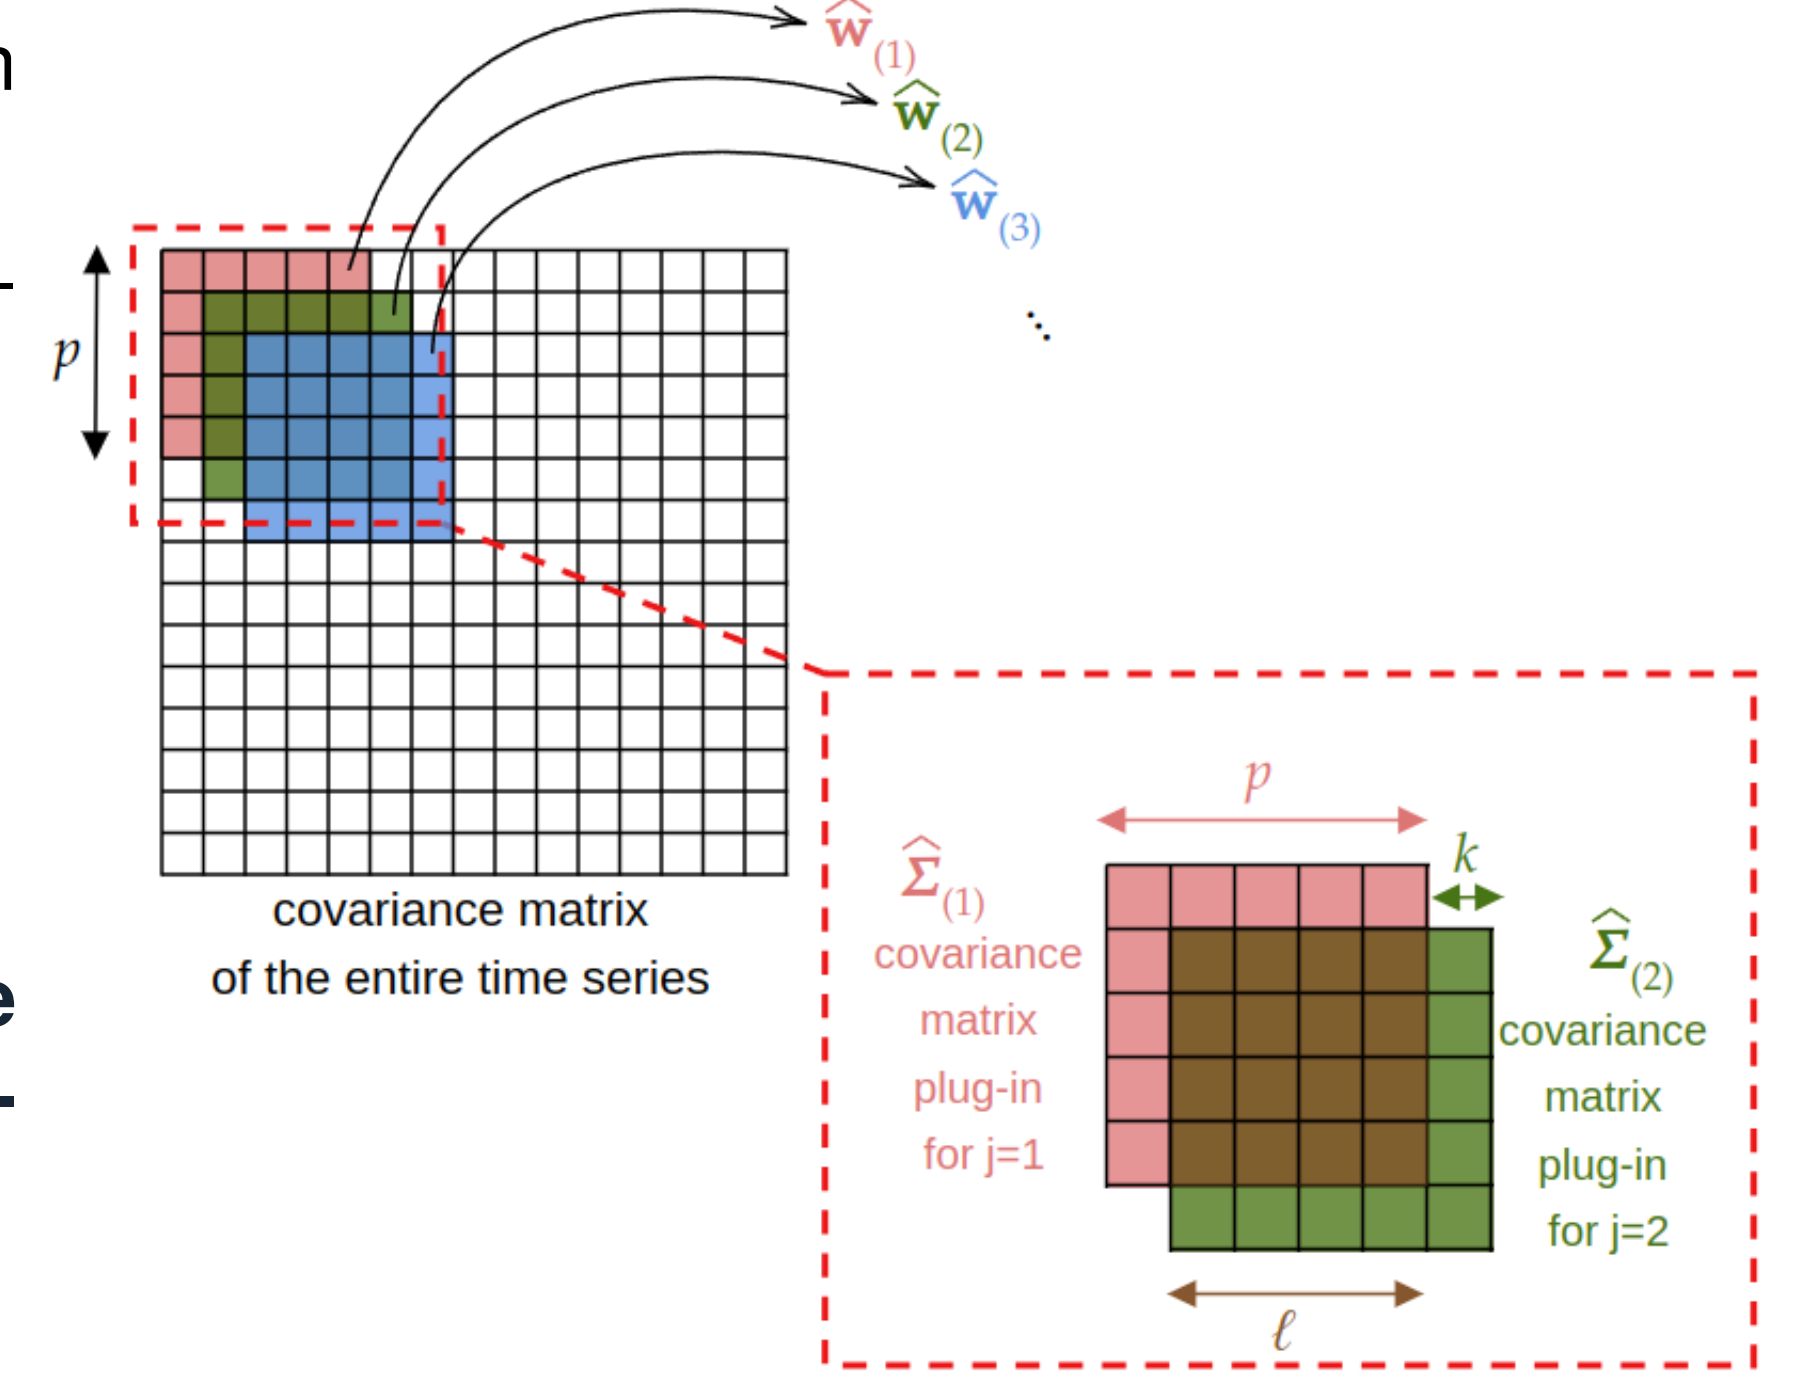 n
ŵ(1)
ŵ(2)
ŵ(3)
⋱
p
covariance matrix
of the entire time series
e
p
k
Σ̂(1)
covariance
matrix
plug-in
for j=1
Σ̂(2)
covariance
matrix
plug-in
for j=2
ℓ